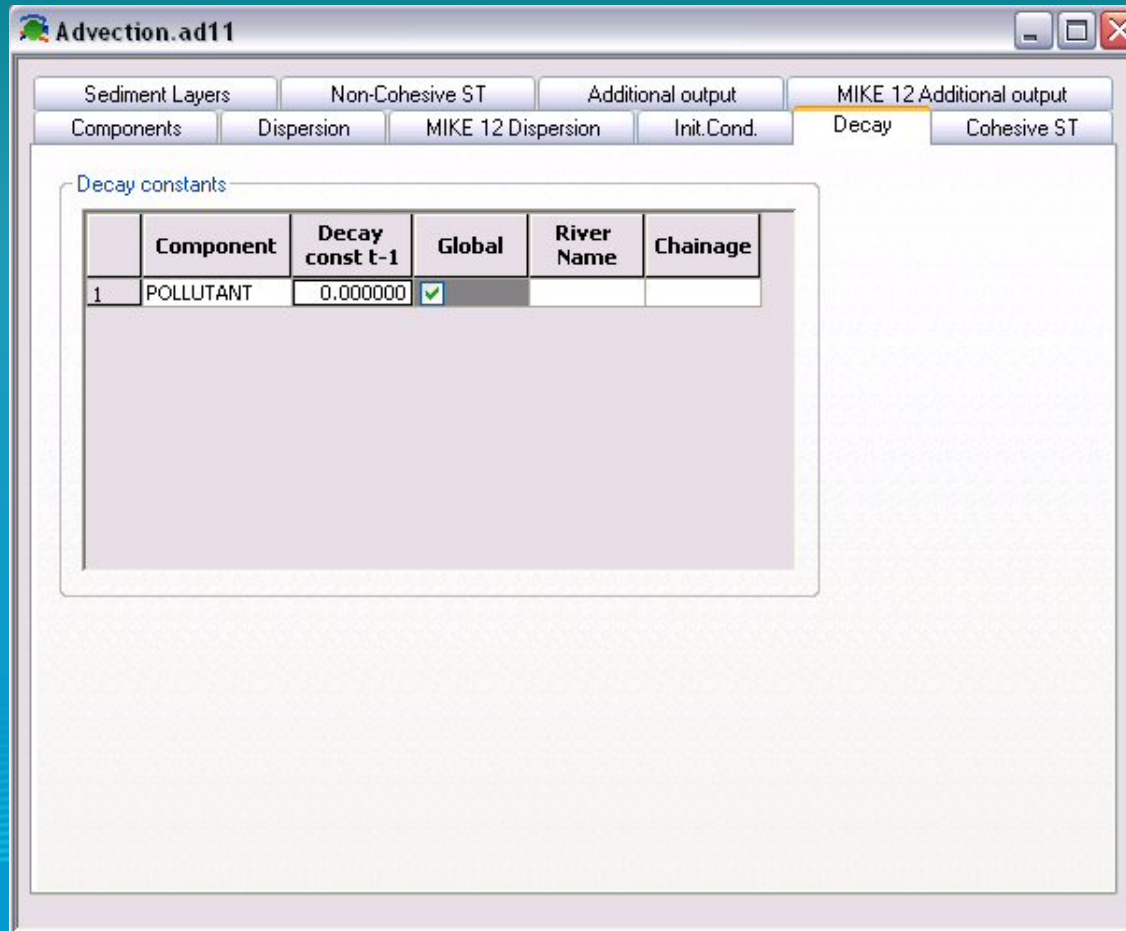 Advection.ad11
Sediment Layers Non-Cohesive ST Additional output MIKE 12 Additional output
Components Dispersion MIKE 12 Dispersion Init.Cond. Decay Cohesive ST
Decay constants
Component Decay const t-1 Global River Name Chainage
1 POLLUTANT 0.000000